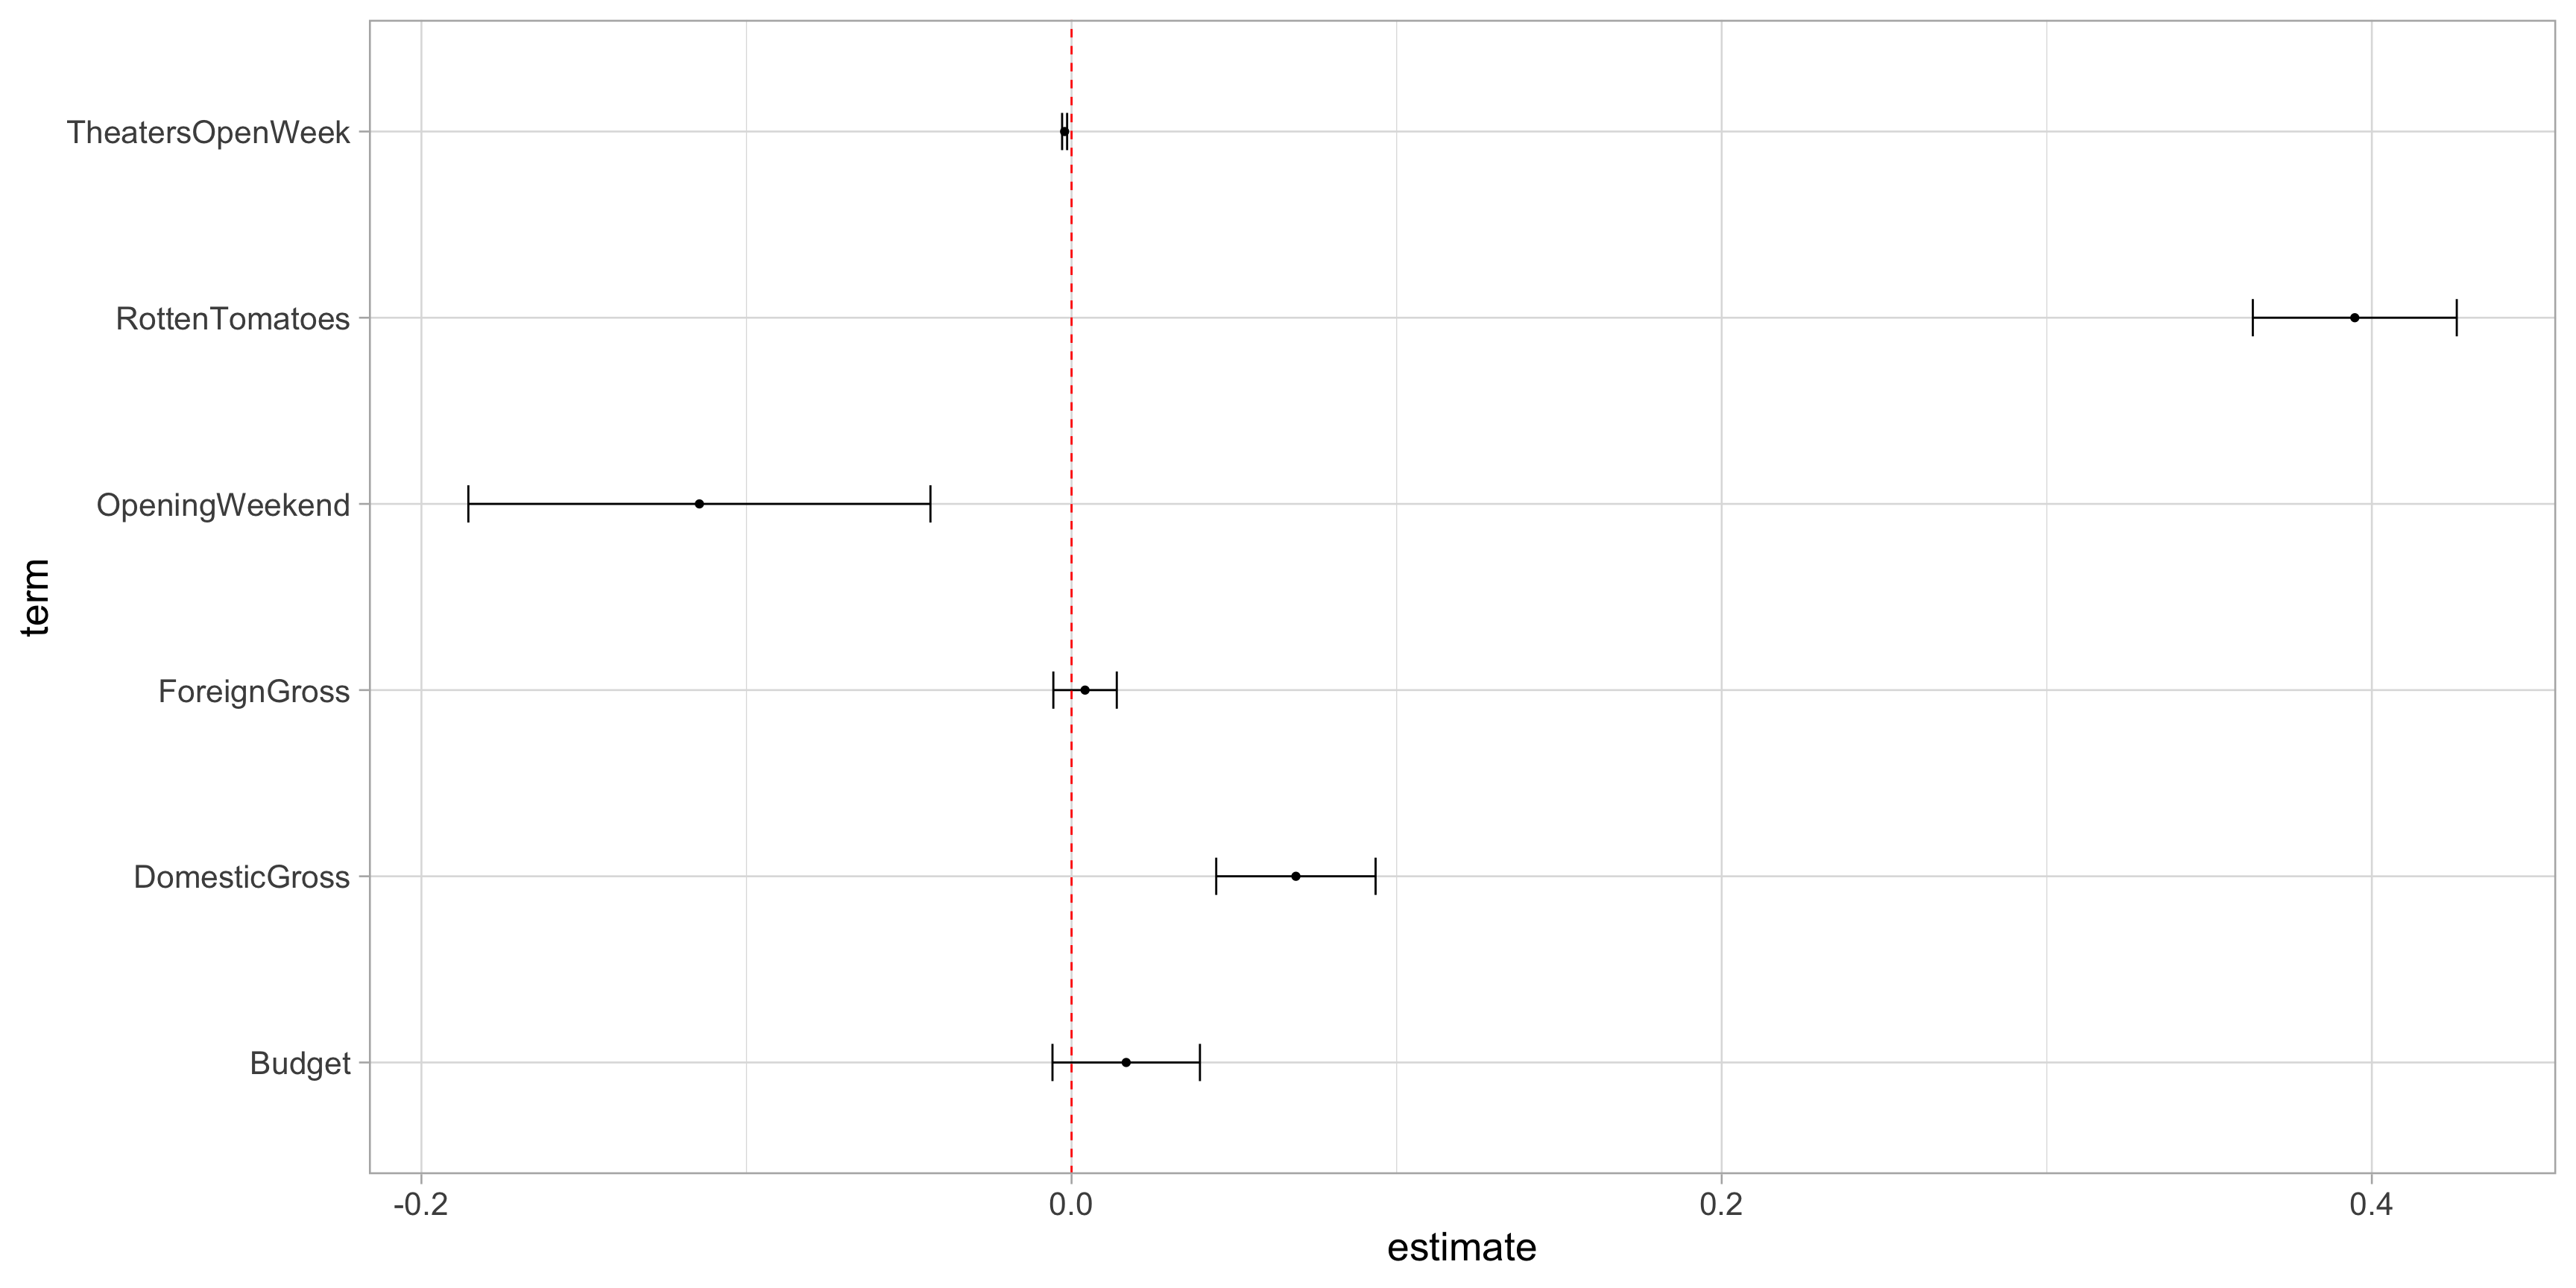 TheatersOpenWeek
RottenTomatoes
OpeningWeekend
ForeignGross
DomesticGross
Budget
term
-0.2 0.0 0.2 0.4
estimate